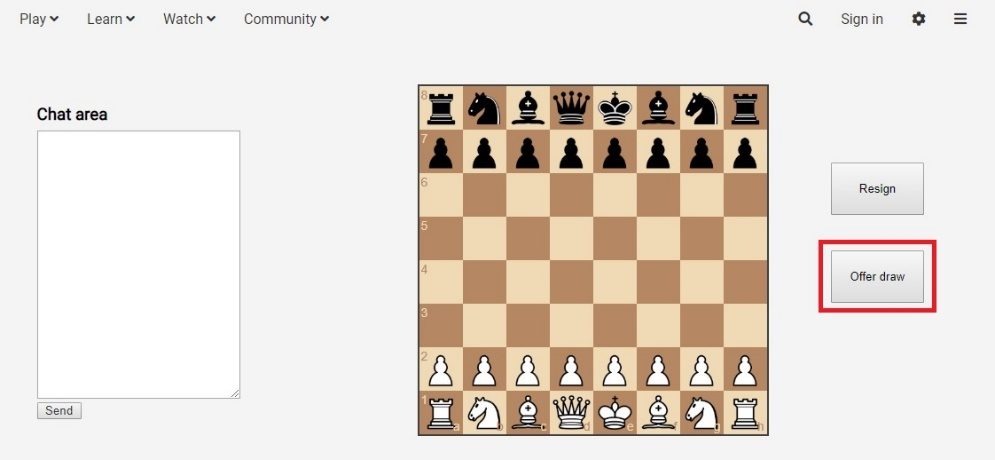 Play Learn Watch Community Sign in
Chat area
Send
8
7
6
5
4
3
2
1
a b c d e f g h
Resign
Offer draw